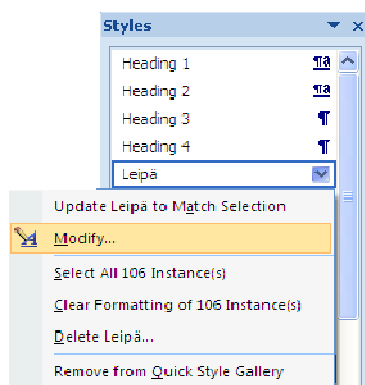 Styles
Heading 1
Heading 2
Heading 3
Heading 4
Leipä
Update Leipä to Match Selection
Modify...
Select All 106 Instance(s)
Clear Formatting of 106 Instance(s)
Delete Leipä...
Remove from Quick Style Gallery